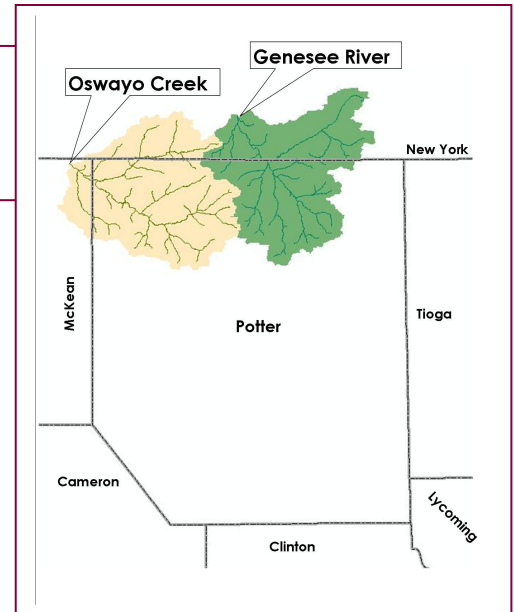 Genesee River
Oswayo Creek
New York
McKean
Potter
Tioga
Cameron
Lycoming
Clinton